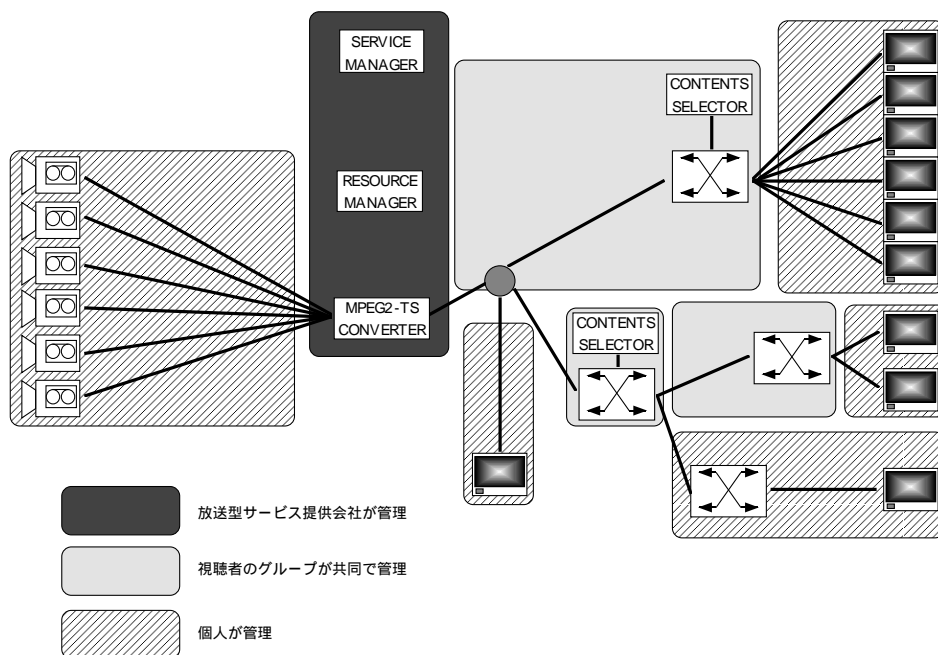 SERVICE
MANAGER
CONTENTS
SELECTOR
RESOURCE
MANAGER
MPEG2-TS
CONVERTER
CONTENTS
SELECTOR
放送型サービス提供会社が管理
視聴者のグループが共同で管理
個人が管理